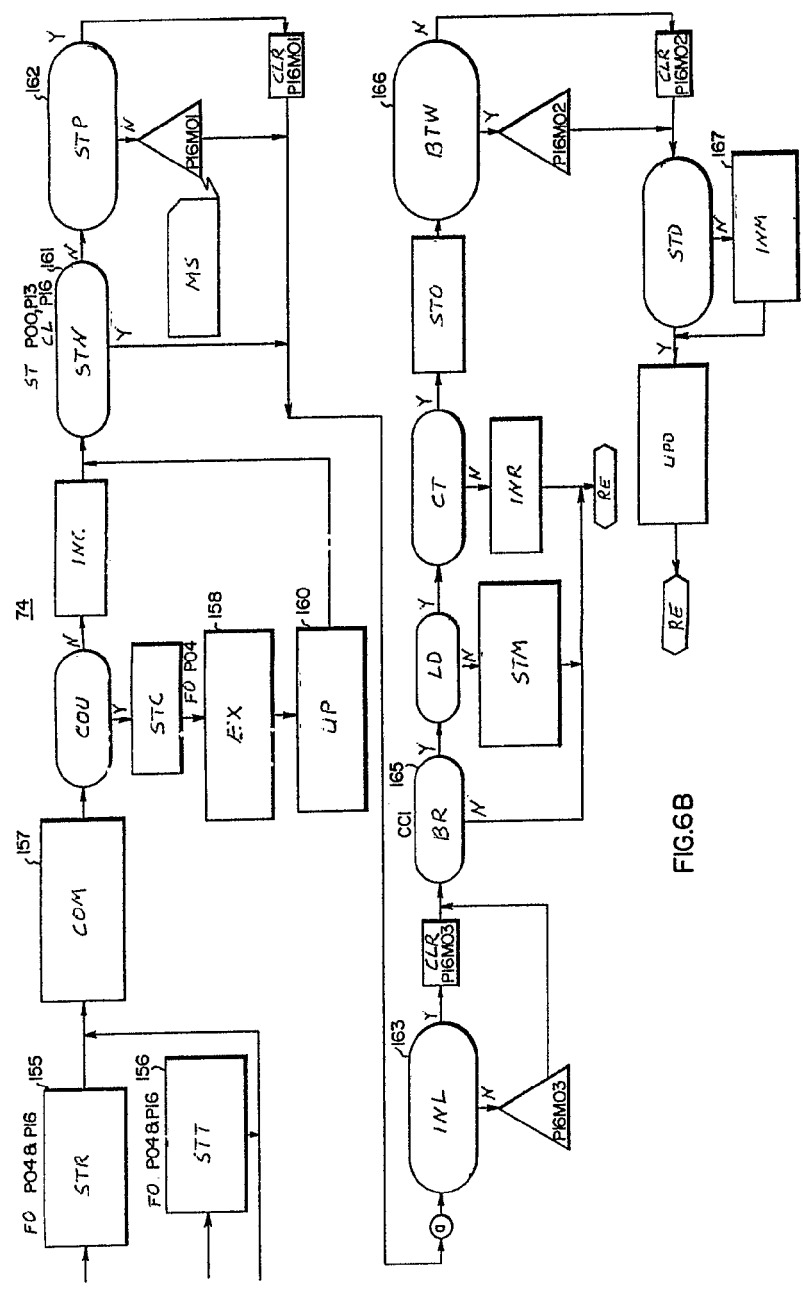 74
FO P04 & P16
155
STR
FO P04 & P16
156
STT
157
COM
COU
N
Y
STC
FO P04
158
EX
160
UP
INC.
ST P00, P13
CL P16
161
STN
N
Y
162
STP
Y
N
P16M01
MS
CLR
P16M01
a
163
INL
Y
N
P16M03
CLR
P16M03
CC1
165
BR
Y
N
LD
Y
N
STM
CT
Y
N
INR
RE
STO
166
BTW
N
Y
P16M02
CLR
P16M02
STD
N
Y
167
INM
UPD
RE
FIG.6B